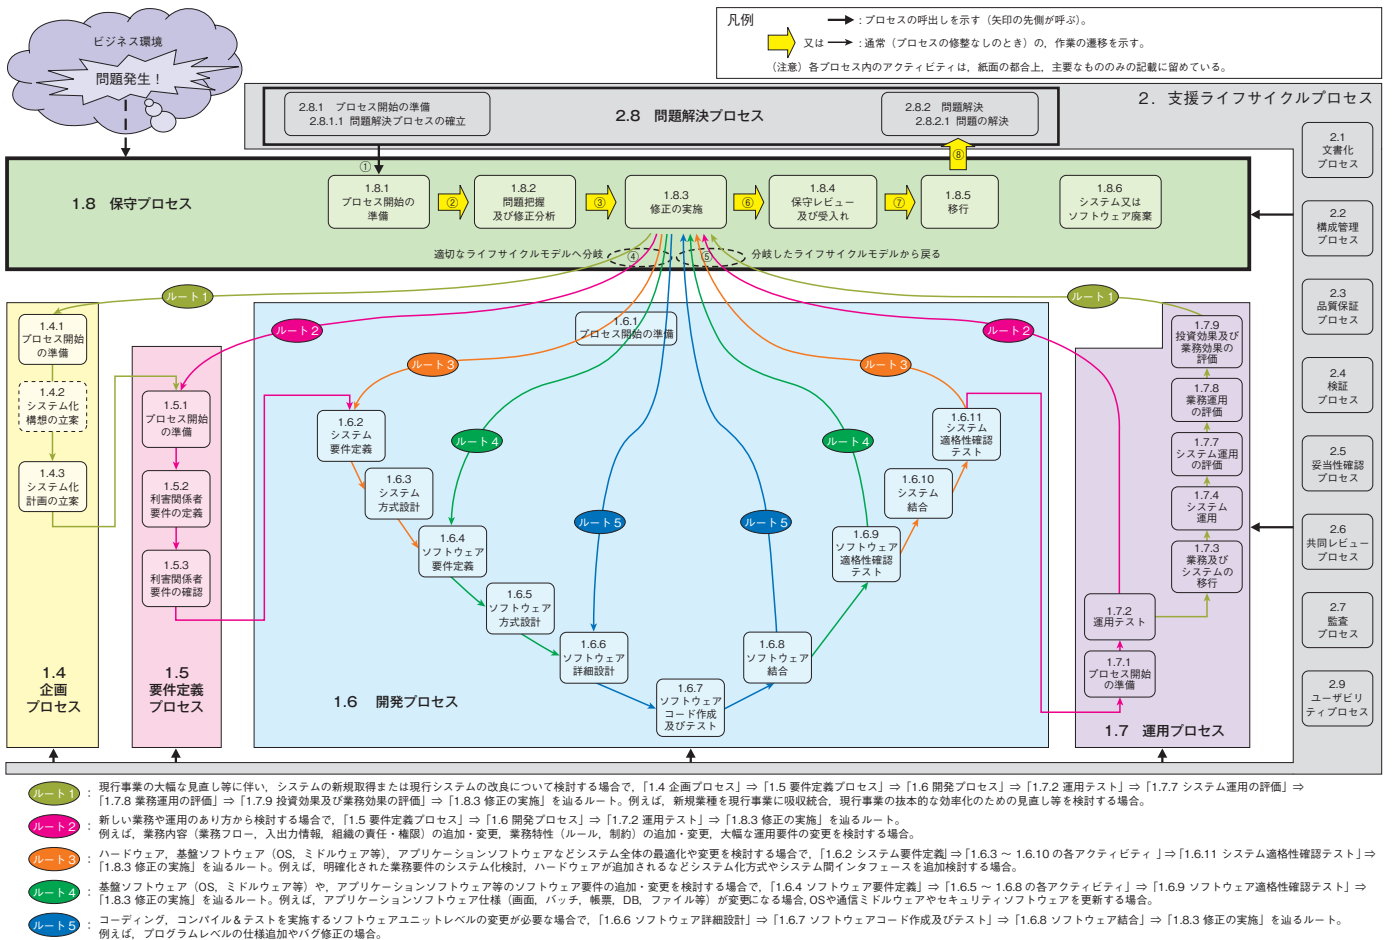 ビジネス環境
問題発生！
凡例
：プロセスの呼出しを示す（矢印の先側が呼ぶ）。
又は ：通常（プロセスの修整なしのとき）の，作業の遷移を示す。
（注意）各プロセス内のアクティビティは，紙面の都合上，主要なもののみの記載に留めている。
2．支援ライフサイクルプロセス
2.8.1 プロセス開始の準備
2.8.1.1 問題解決プロセスの確立
2.8 問題解決プロセス
2.8.2 問題解決
2.8.2.1 問題の解決
2.1
文書化
プロセス
2.2
構成管理
プロセス
2.3
品質保証
プロセス
2.4
検証
プロセス
2.5
妥当性確認
プロセス
2.6
共同レビュー
プロセス
2.7
監査
プロセス
2.9
ユーザビリ
ティプロセス
①
⑧
1.8 保守プロセス
1.8.1
プロセス開始の
準備
②
1.8.2
問題把握
及び修正分析
③
1.8.3
修正の実施
⑥
1.8.4
保守レビュー
及び受入れ
⑦
1.8.5
移行
1.8.6
システム又は
ソフトウェア廃棄
適切なライフサイクルモデルへ分岐
④
⑤
分岐したライフサイクルモデルから戻る
ルート1
ルート1
ルート2
ルート2
ルート3
ルート3
ルート4
ルート4
ルート5
ルート5
1.4.1
プロセス開始
の準備
1.4.2
システム化
構想の立案
1.4.3
システム化
計画の立案
1.4
企画
プロセス
1.5.1
プロセス開始
の準備
1.5.2
利害関係者
要件の定義
1.5.3
利害関係者
要件の確認
1.5
要件定義
プロセス
1.6.1
プロセス開始の準備
1.6.2
システム
要件定義
1.6.3
システム
方式設計
1.6.4
ソフトウェア
要件定義
1.6.5
ソフトウェア
方式設計
1.6.6
ソフトウェア
詳細設計
1.6.7
ソフトウェア
コード作成
及びテスト
1.6.8
ソフトウェア
結合
1.6.9
ソフトウェア
適格性確認
テスト
1.6.10
システム
結合
1.6.11
システム
適格性確認
テスト
1.6 開発プロセス
1.7.9
投資効果及び
業務効果の
評価
1.7.8
業務運用
の評価
1.7.7
システム運用
の評価
1.7.4
システム
運用
1.7.3
業務及び
システムの
移行
1.7.2
運用テスト
1.7.1
プロセス開始
の準備
1.7 運用プロセス
ルート1 ：現行事業の大幅な見直し等に伴い，システムの新規取得または現行システムの改良について検討する場合で，「1.4 企画プロセス」⇒「1.5 要件定義プロセス」⇒「1.6 開発プロセス」⇒「1.7.2 運用テスト」⇒「1.7.7 システム運用の評価」⇒
「1.7.8 業務運用の評価」⇒「1.7.9 投資効果及び業務効果の評価」⇒「1.8.3 修正の実施」を辿るルート。例えば，新規業種を現行事業に吸収統合，現行事業の抜本的な効率化のための見直し等を検討する場合。
ルート2 ：新しい業務や運用のあり方から検討する場合で，「1.5 要件定義プロセス」⇒「1.6 開発プロセス」⇒「1.7.2 運用テスト」⇒「1.8.3 修正の実施」を辿るルート。
例えば，業務内容（業務フロー，入出力情報，組織の責任・権限）の追加・変更，業務特性（ルール，制約）の追加・変更，大幅な運用要件の変更を検討する場合。
ルート3 ：ハードウェア，基盤ソフトウェア（OS，ミドルウェア等），アプリケーションソフトウェアなどシステム全体の最適化や変更を検討する場合で，「1.6.2 システム要件定義」⇒「1.6.3 ～ 1.6.10 の各アクティビティ 」⇒「1.6.11 システム適格性確認テスト」⇒
「1.8.3 修正の実施」を辿るルート。例えば，明確化された業務要件のシステム化検討，ハードウェアが追加されるなどシステム化方式やシステム間インタフェースを追加検討する場合。
ルート4 ：基盤ソフトウェア（OS，ミドルウェア等）や，アプリケーションソフトウェア等のソフトウェア要件の追加・変更を検討する場合で，「1.6.4 ソフトウェア要件定義」⇒「1.6.5 ～ 1.6.8 の各アクティビティ」⇒「1.6.9 ソフトウェア適格性確認テスト」⇒
「1.8.3 修正の実施」を辿るルート。例えば，アプリケーションソフトウェア仕様（画面，バッチ，帳票，DB，ファイル等）が変更になる場合，OSや通信ミドルウェアやセキュリティソフトウェアを更新する場合。
ルート5 ：コーディング，コンパイル＆テストを実施するソフトウェアユニットレベルの変更が必要な場合で，「1.6.6 ソフトウェア詳細設計」⇒「1.6.7 ソフトウェアコード作成及びテスト」⇒「1.6.8 ソフトウェア結合」⇒「1.8.3 修正の実施」を辿るルート。
例えば，プログラムレベルの仕様追加やバグ修正の場合。